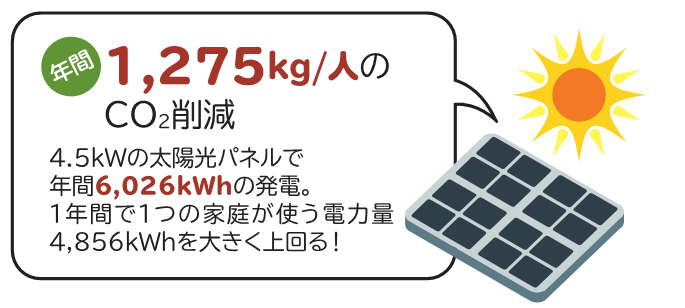 年間 1,275kg/人の
CO₂削減
4.5kWの太陽光パネルで
年間6,026kWhの発電。
1年間で1つの家庭が使う電力量
4,856kWhを大きく上回る！